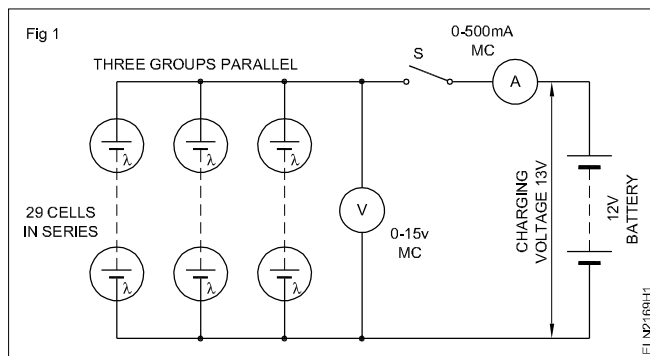 Fig 1
THREE GROUPS PARALLEL
S
0-500mA
MC
A
λ λ λ
29 CELLS
IN SERIES
V
0-15v
MC
CHARGING
VOLTAGE 13V
12V
BATTERY
λ λ λ
ELN2169H1